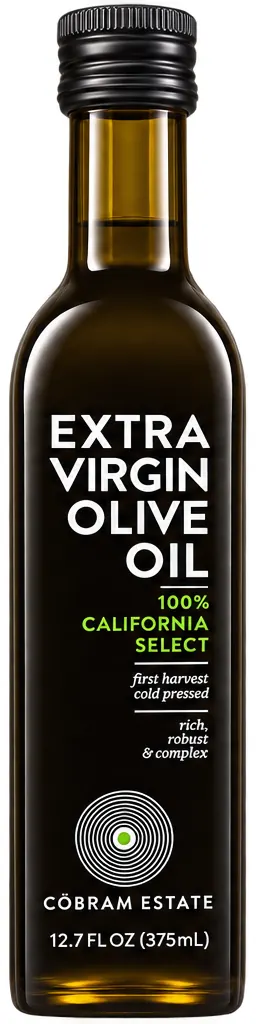 EXTRA
VIRGIN
OLIVE
OIL
100%
CALIFORNIA
SELECT
first harvest
cold pressed
rich,
robust
& complex
CÖBRAM ESTATE
12.7 FL OZ (375mL)